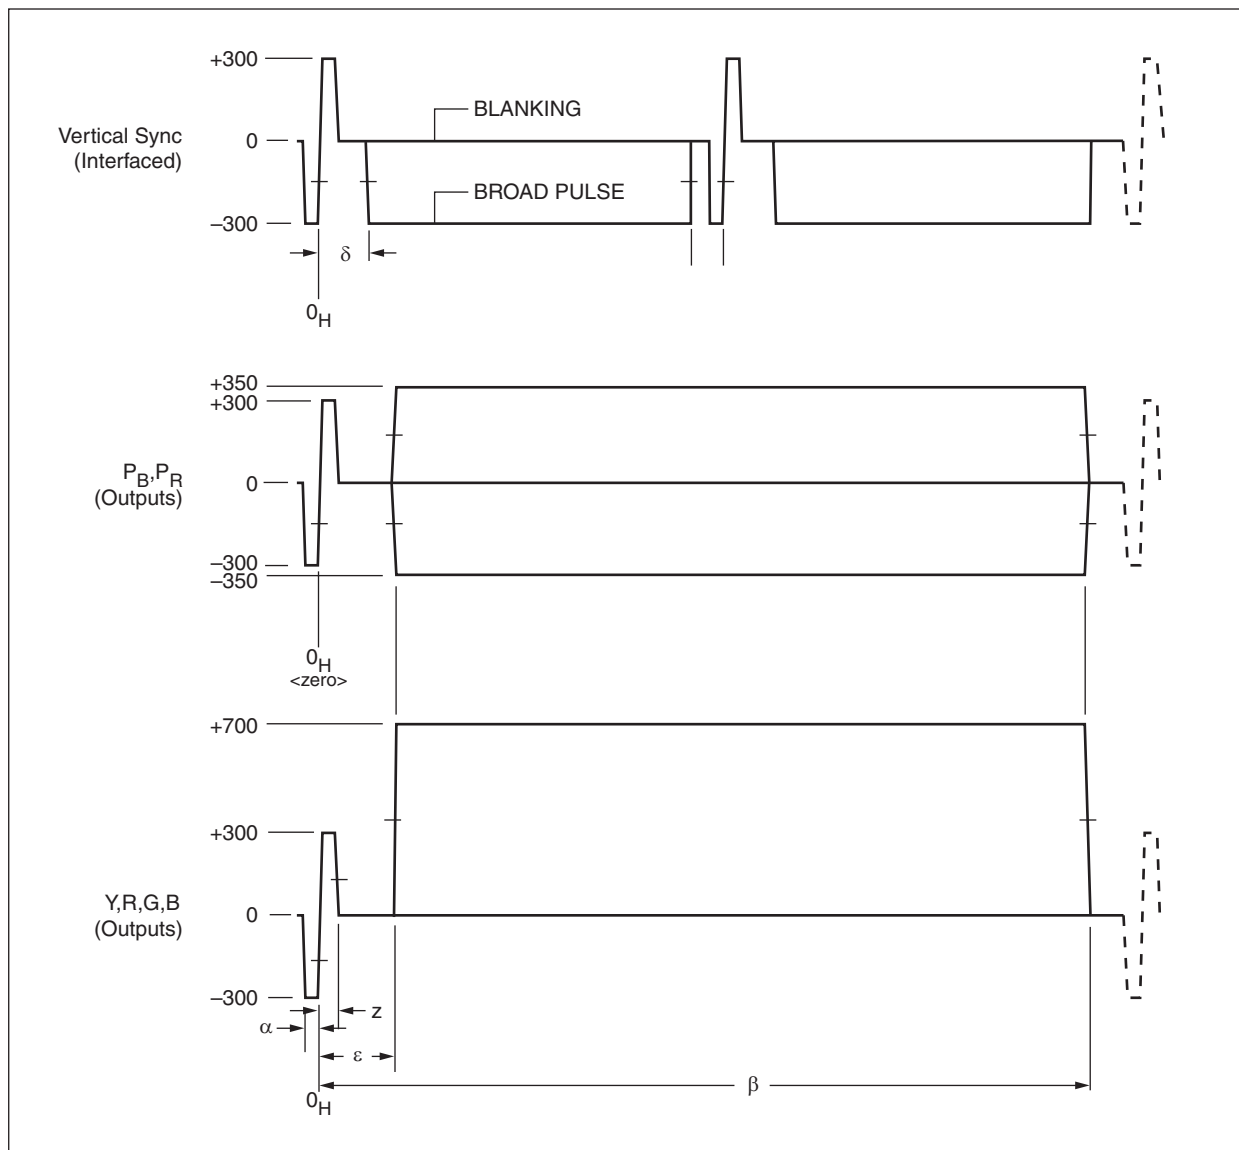 +300
BLANKING
Vertical Sync
(Interfaced)
0
BROAD PULSE
–300
δ
0H
+350
+300
PB,PR
(Outputs)
0
–300
–350
0H
<zero>
+700
+300
Y,R,G,B
(Outputs)
0
–300
z
α
ε
β
0H